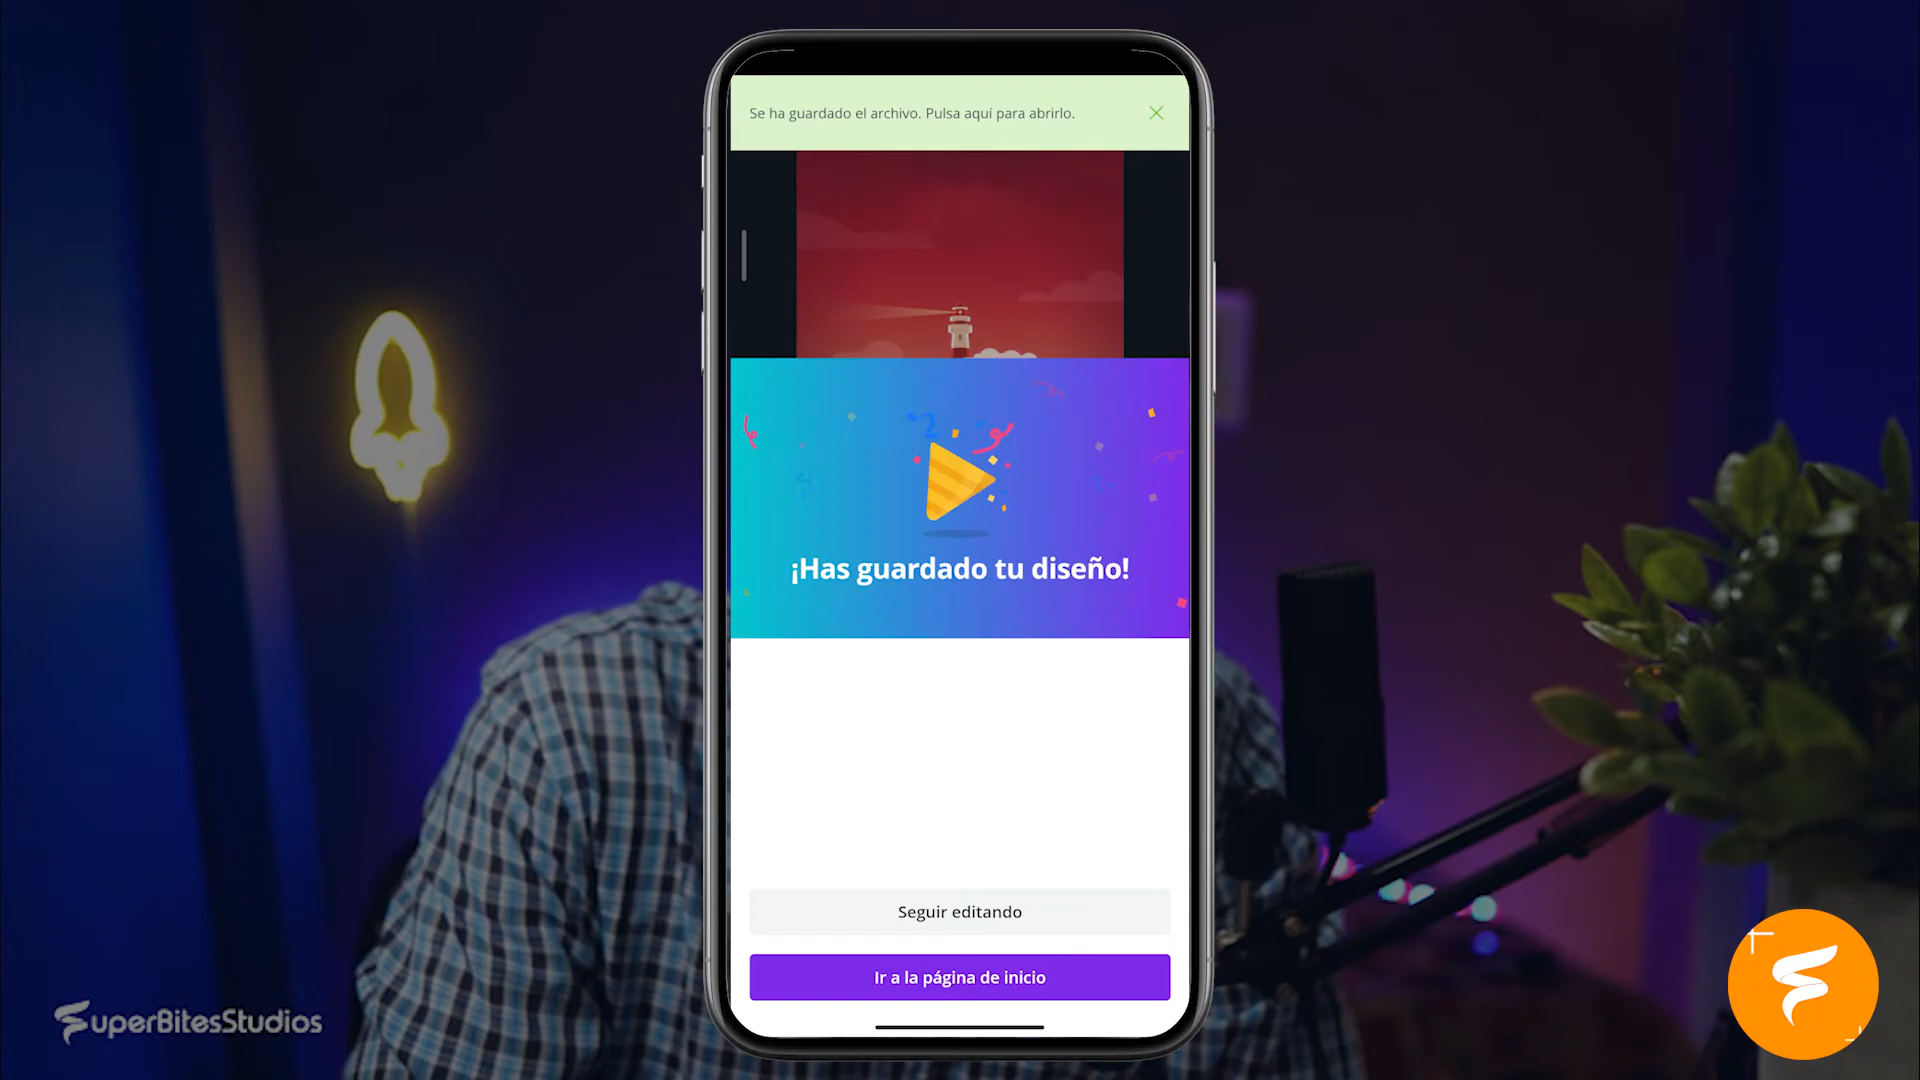 Se ha guardado el archivo. Pulsa aquí para abrirlo.
¡Has guardado tu diseño!
Seguir editando
Ir a la página de inicio
SuperBitesStudios